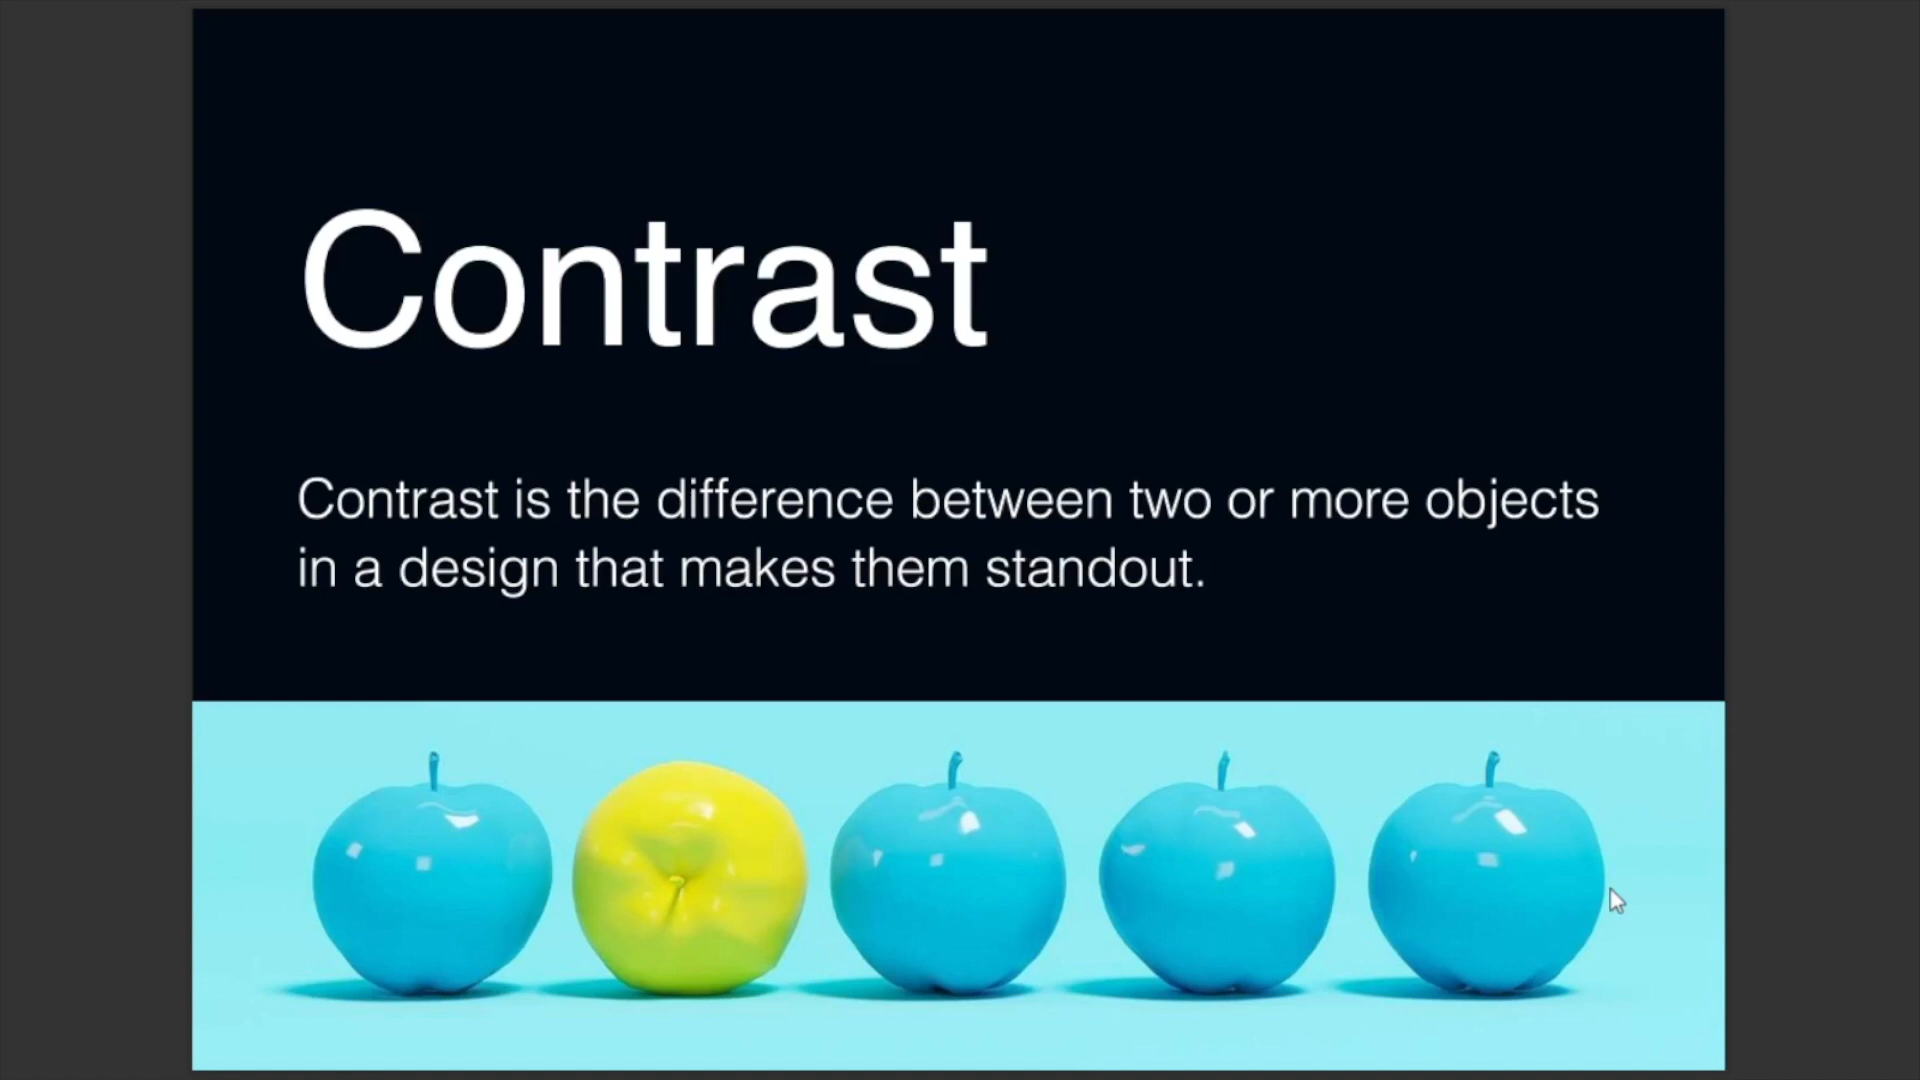 Contrast
Contrast is the difference between two or more objects
in a design that makes them standout.